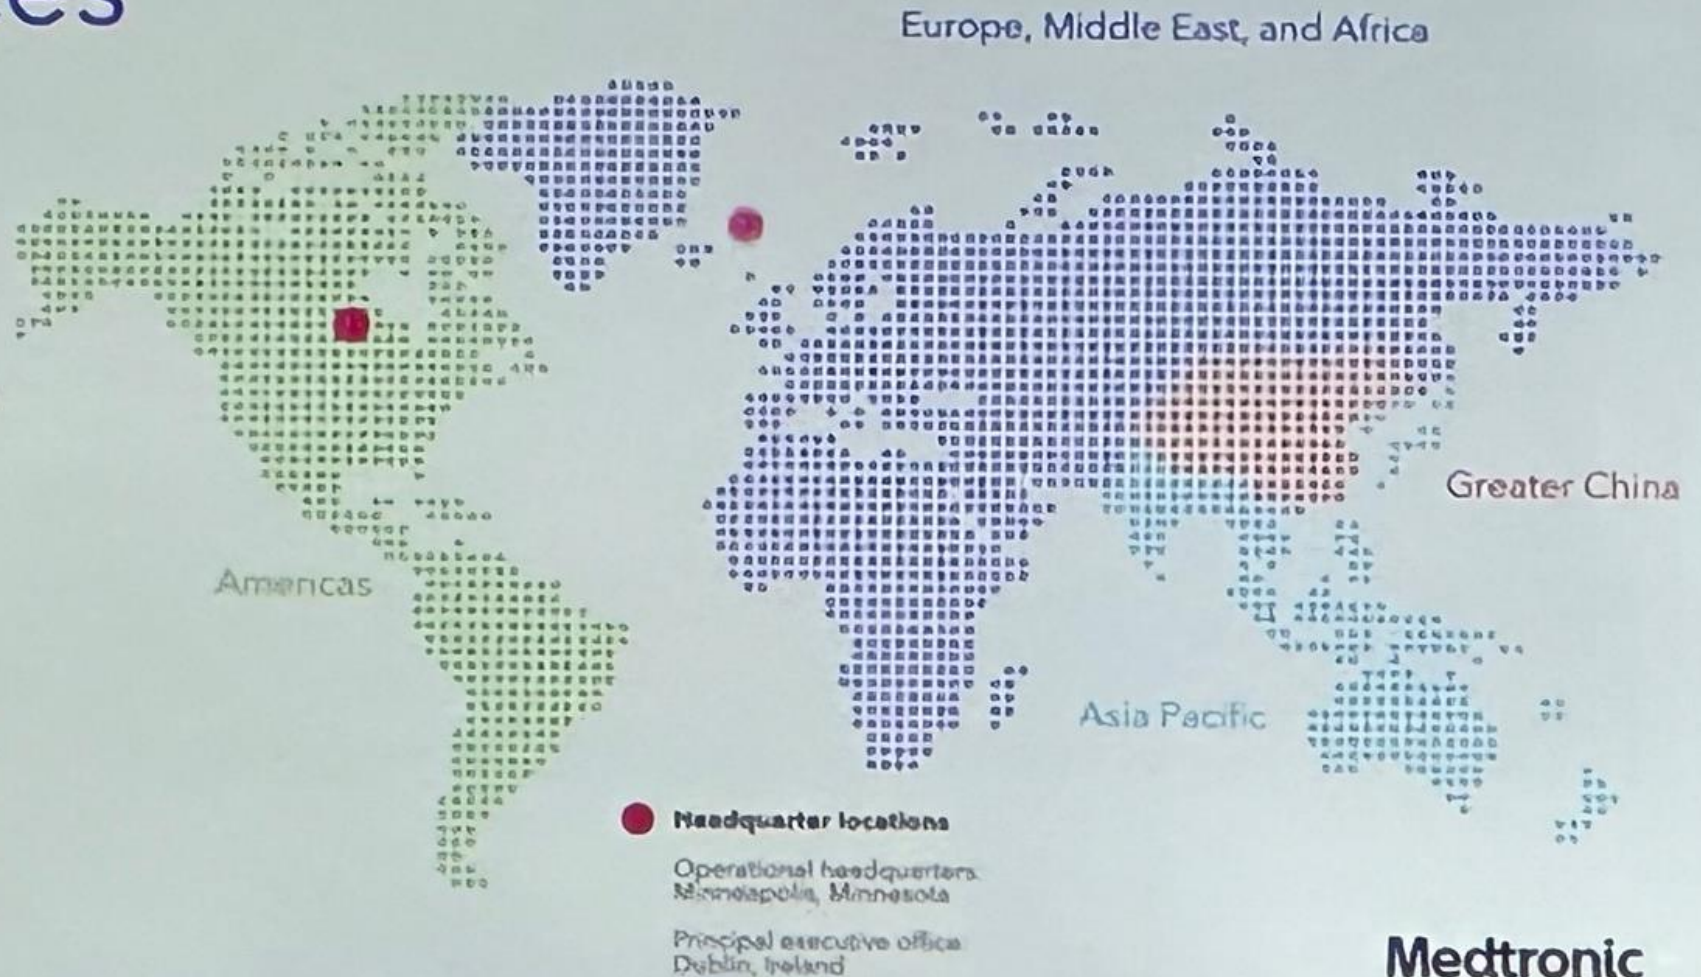 es
Europe, Middle East, and Africa
Greater China
Americas
Asia Pacific
Headquarter locations
Operational headquarters
Minneapolis, Minnesota
Principal executive office
Dublin, Ireland
Medtronic